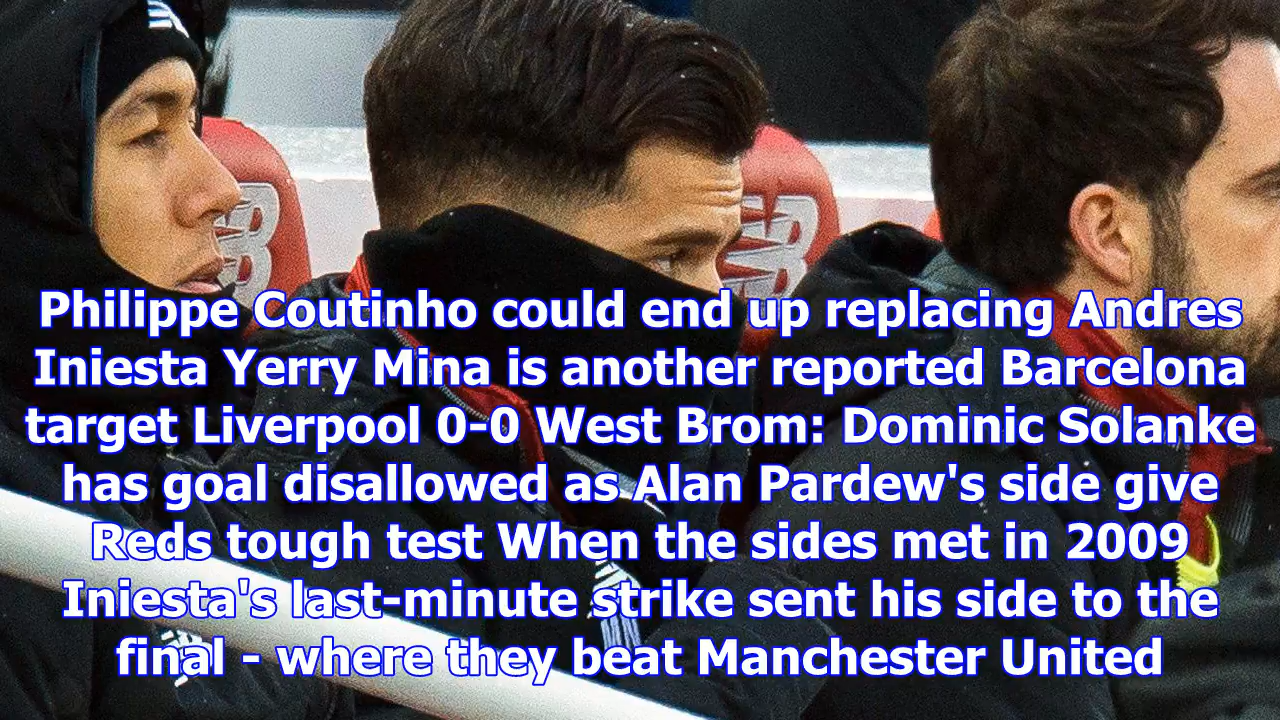 Philippe Coutinho could end up replacing Andres
Iniesta Yerry Mina is another reported Barcelona
target Liverpool 0-0 West Brom: Dominic Solanke
has goal disallowed as Alan Pardew's side give
Reds tough test When the sides met in 2009
Iniesta's last-minute strike sent his side to the
final - where they beat Manchester United